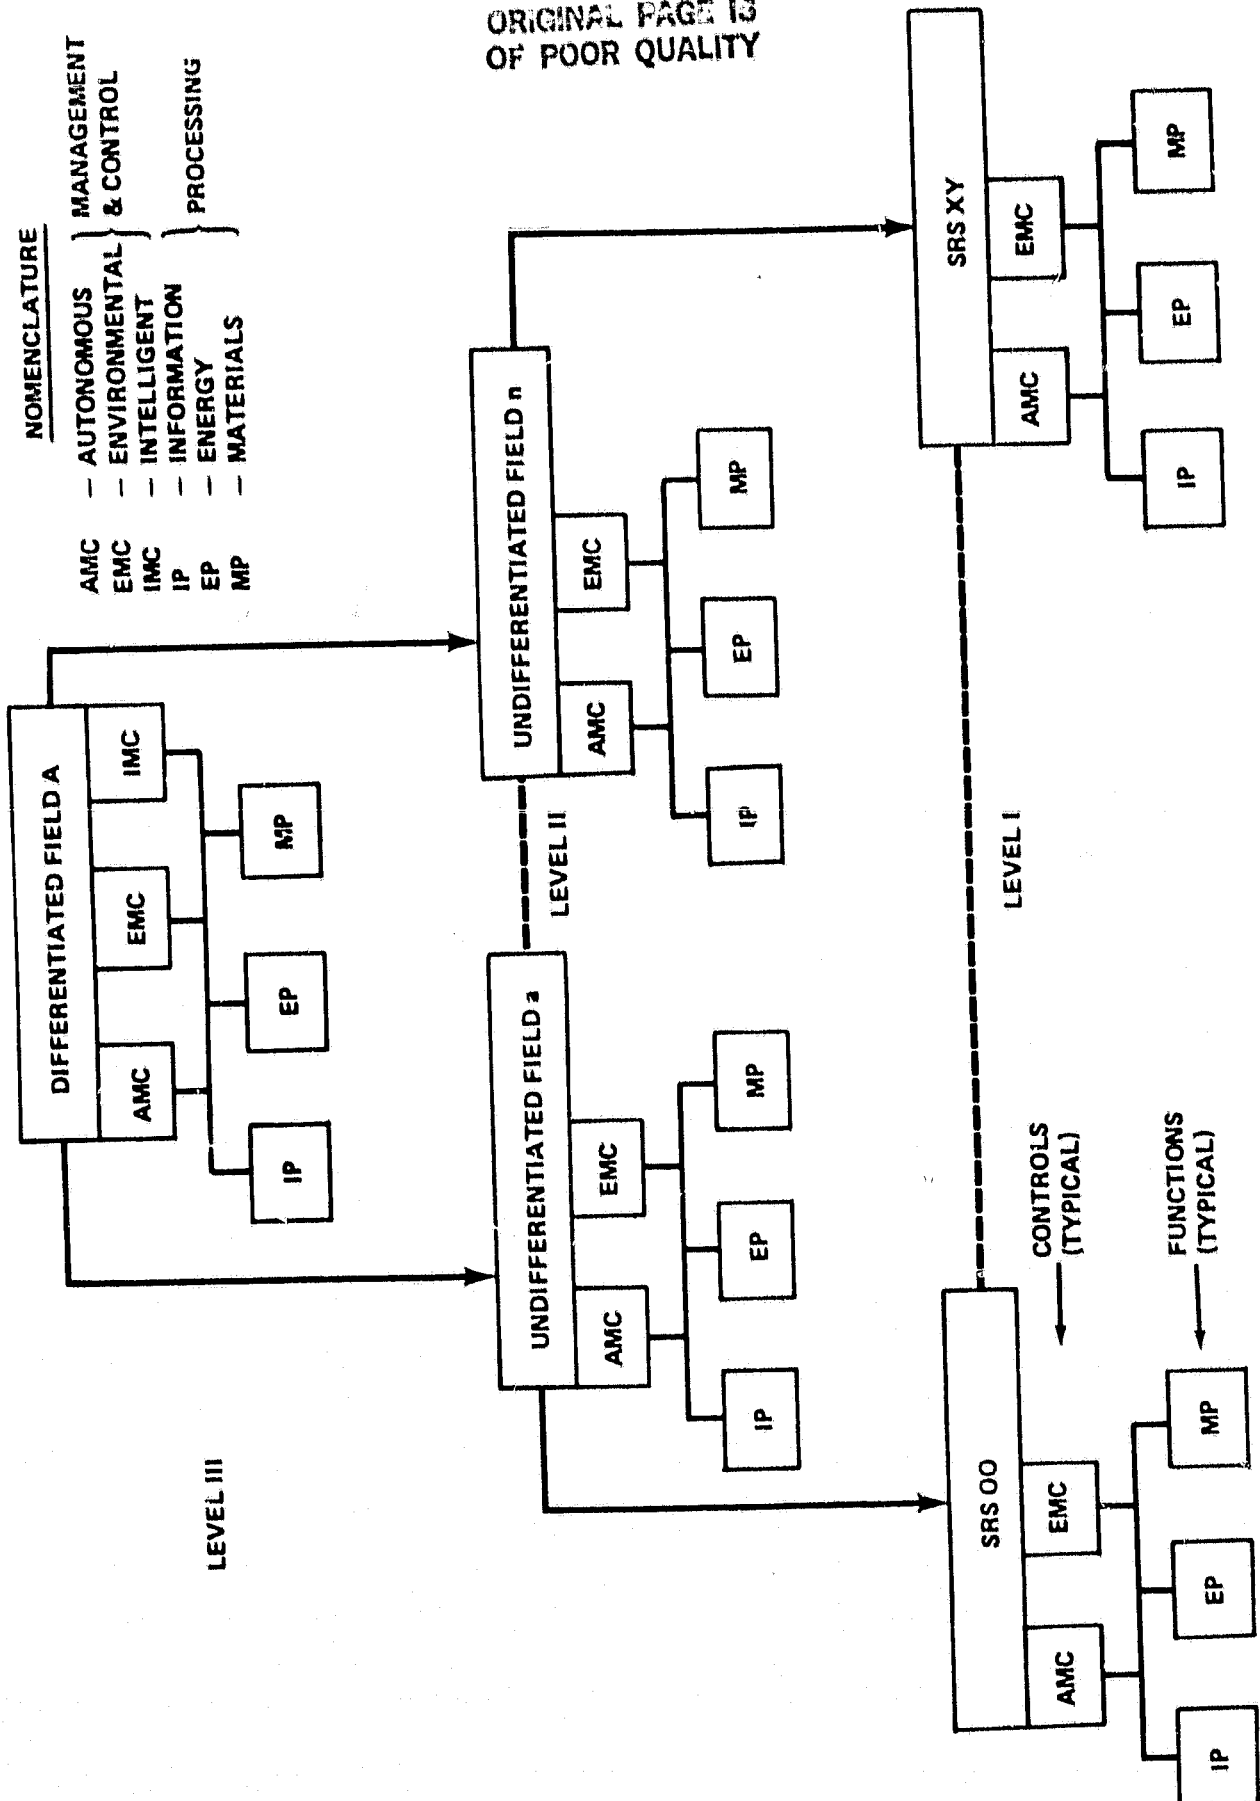 ORIGINAL PAGE IS
OF POOR QUALITY
NOMENCLATURE
AMC — AUTONOMOUS
EMC — ENVIRONMENTAL
IMC — INTELLIGENT
MANAGEMENT
& CONTROL
IP — INFORMATION
EP — ENERGY
MP — MATERIALS
PROCESSING
LEVEL III
DIFFERENTIATED FIELD A
AMC EMC IMC
IP EP MP
UNDIFFERENTIATED FIELD a
AMC EMC
IP EP MP
LEVEL II
UNDIFFERENTIATED FIELD n
AMC EMC
IP EP MP
SRS OO
AMC EMC
IP EP MP
CONTROLS
(TYPICAL)
FUNCTIONS
(TYPICAL)
LEVEL I
SRS XY
AMC EMC
IP EP MP